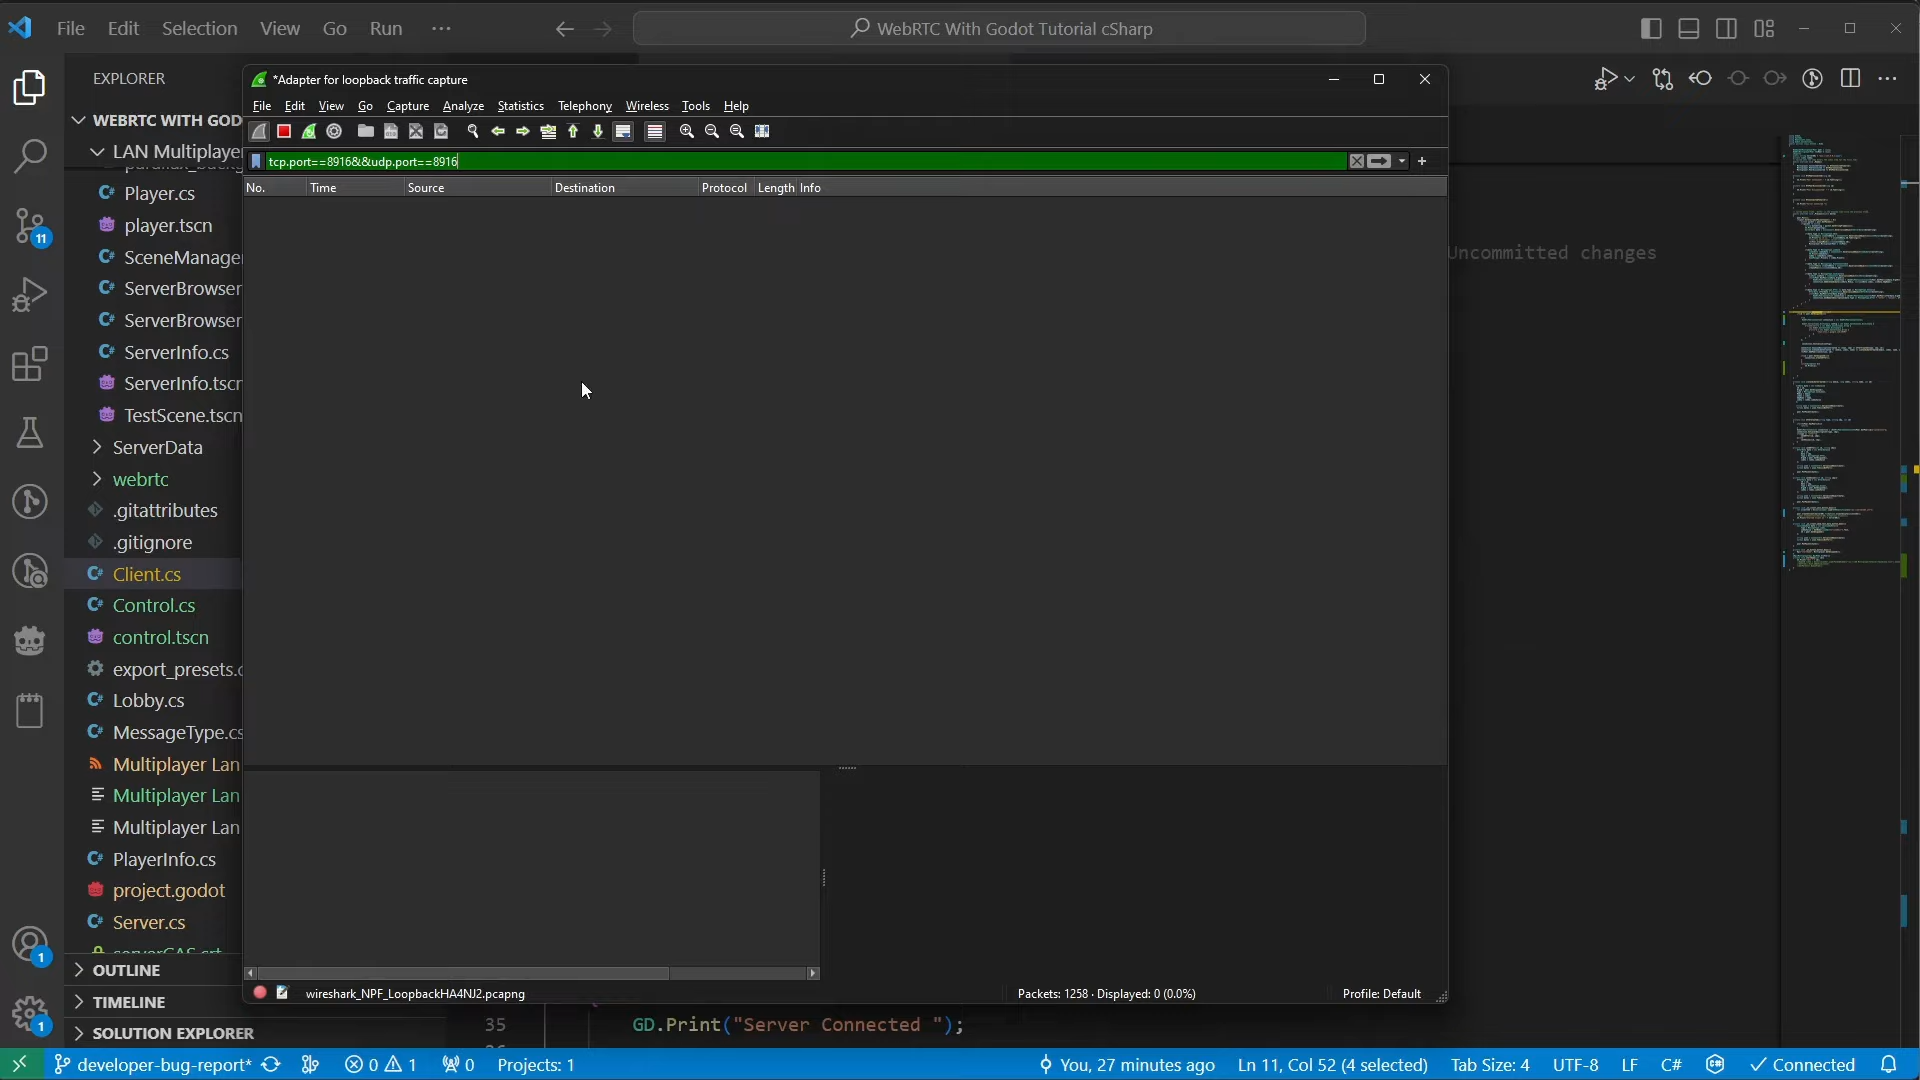 File Edit Selection View Go Run ···
WebRTC With Godot Tutorial cSharp
EXPLORER
WEBRTC WITH GOD
LAN Multiplayer
Player.cs
player.tscn
SceneManage
ServerBrowser
ServerBrowser
ServerInfo.cs
ServerInfo.tscn
TestScene.tscn
ServerData
webrtc
.gitattributes
.gitignore
Client.cs
Control.cs
control.tscn
export_presets.c
Lobby.cs
MessageType.cs
Multiplayer Lan
Multiplayer Lan
Multiplayer Lan
PlayerInfo.cs
project.godot
Server.cs
OUTLINE
TIMELINE
SOLUTION EXPLORER
11
1
1
*Adapter for loopback traffic capture
File Edit View Go Capture Analyze Statistics Telephony Wireless Tools Help
tcp.port==8916&&udp.port==8916
No. Time Source Destination Protocol Length Info
wireshark_NPF_LoopbackHA4NJ2.pcapng
Packets: 1258 · Displayed: 0 (0.0%)
Profile: Default
Uncommitted changes
35 GD.Print("Server Connected ");
developer-bug-report* 0 1 0 Projects: 1
You, 27 minutes ago Ln 11, Col 52 (4 selected) Tab Size: 4 UTF-8 LF C# Connected